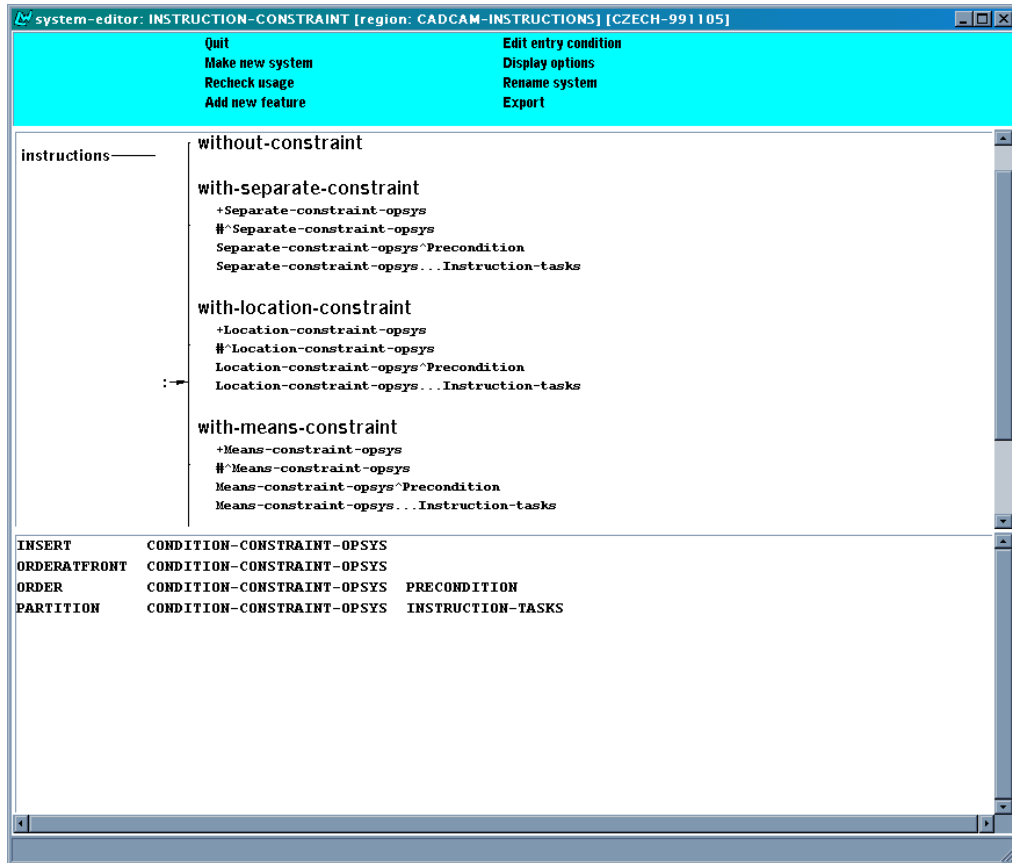 system-editor: INSTRUCTION-CONSTRAINT [region: CADCAM-INSTRUCTIONS] [CZECH-991105]
Quit Edit entry condition
Make new system Display options
Recheck usage Rename system
Add new feature Export
without-constraint
instructions
with-separate-constraint
+Separate-constraint-opsys
#^Separate-constraint-opsys
Separate-constraint-opsys^Precondition
Separate-constraint-opsys...Instruction-tasks
with-location-constraint
+Location-constraint-opsys
#^Location-constraint-opsys
Location-constraint-opsys^Precondition
:
Location-constraint-opsys...Instruction-tasks
with-means-constraint
+Means-constraint-opsys
#^Means-constraint-opsys
Means-constraint-opsys^Precondition
Means-constraint-opsys...Instruction-tasks
INSERT CONDITION-CONSTRAINT-OPSYS
ORDERATFRONT CONDITION-CONSTRAINT-OPSYS
ORDER CONDITION-CONSTRAINT-OPSYS PRECONDITION
PARTITION CONDITION-CONSTRAINT-OPSYS INSTRUCTION-TASKS